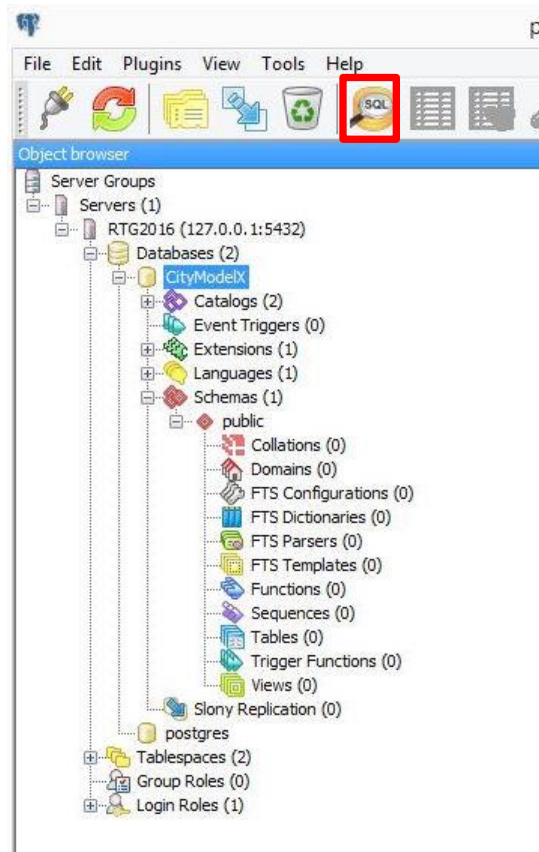 p
File Edit Plugins View Tools Help
SQL
Object browser
Server Groups
Servers (1)
RTG2016 (127.0.0.1:5432)
Databases (2)
CityModelX
Catalogs (2)
Event Triggers (0)
Extensions (1)
Languages (1)
Schemas (1)
public
Collations (0)
Domains (0)
FTS Configurations (0)
FTS Dictionaries (0)
FTS Parsers (0)
FTS Templates (0)
Functions (0)
Sequences (0)
Tables (0)
Trigger Functions (0)
Views (0)
Slony Replication (0)
postgres
Tablespaces (2)
Group Roles (0)
Login Roles (1)